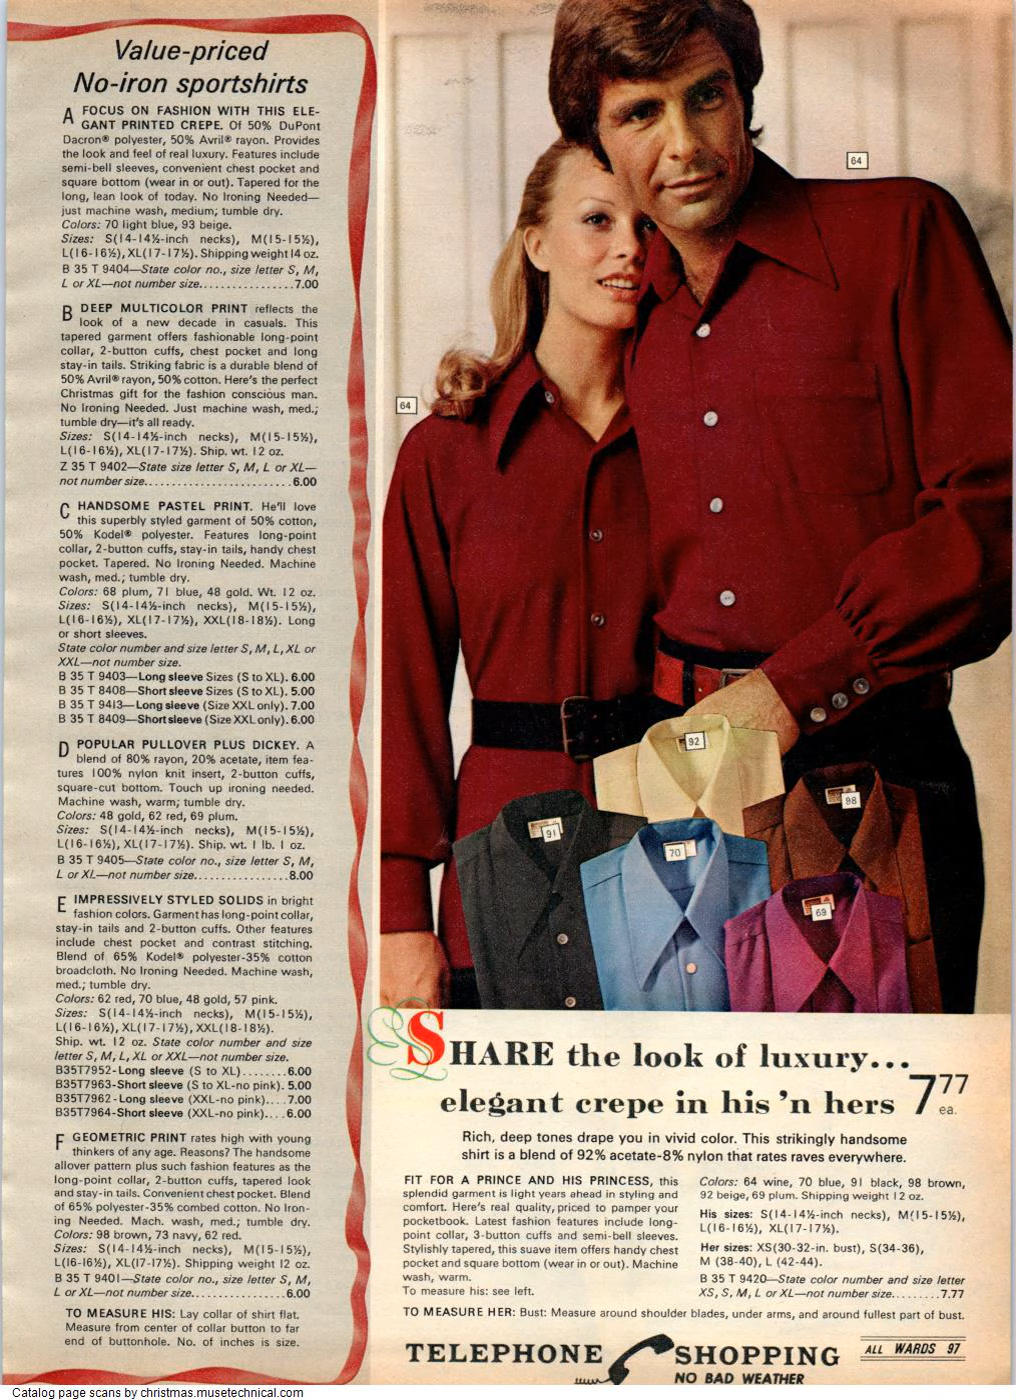 Value-priced
No-iron sportshirts
A FOCUS ON FASHION WITH THIS ELE-
GANT PRINTED CREPE. Of 50% DuPont
Dacron® polyester, 50% Avril® rayon. Provides
the look and feel of real luxury. Features include
semi-bell sleeves, convenient chest pocket and
square bottom (wear in or out). Tapered for the
long, lean look of today. No Ironing Needed—
just machine wash, medium; tumble dry.
Colors: 70 light blue, 93 beige.
Sizes: S(14-14½-inch necks), M(15-15½),
L(16-16½), XL(17-17½). Shipping weight 14 oz.
B 35 T 9404—State color no., size letter S, M,
L or XL—not number size................7.00
B DEEP MULTICOLOR PRINT reflects the
look of a new decade in casuals. This
tapered garment offers fashionable long-point
collar, 2-button cuffs, chest pocket and long
stay-in tails. Striking fabric is a durable blend of
50% Avril® rayon, 50% cotton. Here's the perfect
Christmas gift for the fashion conscious man.
No Ironing Needed. Just machine wash, med.;
tumble dry—it's all ready.
Sizes: S(14-14½-inch necks), M(15-15½),
L(16-16½), XL(17-17½). Ship. wt. 12 oz.
Z 35 T 9402—State size letter S, M, L or XL—
not number size.........................6.00
C HANDSOME PASTEL PRINT. He'll love
this superbly styled garment of 50% cotton,
50% Kodel® polyester. Features long-point
collar, 2-button cuffs, stay-in tails, handy chest
pocket. Tapered. No Ironing Needed. Machine
wash, med.; tumble dry.
Colors: 68 plum, 71 blue, 48 gold. Wt. 12 oz.
Sizes: S(14-14½-inch necks), M(15-15½),
L(16-16½), XL(17-17½), XXL(18-18½). Long
or short sleeves.
State color number and size letter S, M, L, XL or
XXL—not number size.
B 35 T 9403—Long sleeve Sizes (S to XL). 6.00
B 35 T 8408—Short sleeve Sizes (S to XL). 5.00
B 35 T 9413—Long sleeve (Size XXL only). 7.00
B 35 T 8409—Short sleeve (Size XXL only). 6.00
D POPULAR PULLOVER PLUS DICKEY. A
blend of 80% rayon, 20% acetate, item fea-
tures 100% nylon knit insert, 2-button cuffs,
square-cut bottom. Touch up ironing needed.
Machine wash, warm; tumble dry.
Colors: 48 gold, 62 red, 69 plum.
Sizes: S(14-14½-inch necks), M(15-15½),
L(16-16½), XL(17-17½). Ship. wt. 1 lb. 1 oz.
B 35 T 9405—State color no., size letter S, M,
L or XL—not number size................8.00
E IMPRESSIVELY STYLED SOLIDS in bright
fashion colors. Garment has long-point collar,
stay-in tails and 2-button cuffs. Other features
include chest pocket and contrast stitching.
Blend of 65% Kodel® polyester-35% cotton
broadcloth. No Ironing Needed. Machine wash,
med.; tumble dry.
Colors: 62 red, 70 blue, 48 gold, 57 pink.
Sizes: S(14-14½-inch necks), M(15-15½),
L(16-16½), XL(17-17½), XXL(18-18½).
Ship. wt. 12 oz. State color number and size
letter S, M, L, XL or XXL—not number size.
B35T7952-Long sleeve (S to XL)........6.00
B35T7963-Short sleeve (S to XL-no pink). 5.00
B35T7962-Long sleeve (XXL-no pink)....7.00
B35T7964-Short sleeve (XXL-no pink)....6.00
F GEOMETRIC PRINT rates high with young
thinkers of any age. Reasons? The handsome
allover pattern plus such fashion features as the
long-point collar, 2-button cuffs, tapered look
and stay-in tails. Convenient chest pocket. Blend
of 65% polyester-35% combed cotton. No Iron-
ing Needed. Mach. wash, med.; tumble dry.
Colors: 98 brown, 73 navy, 62 red.
Sizes: S(14-14½-inch necks), M(15-15½),
L(16-16½), XL(17-17½). Shipping weight 12 oz.
B 35 T 9401—State color no., size letter S, M,
L or XL—not number size................6.00
TO MEASURE HIS: Lay collar of shirt flat.
Measure from center of collar button to far
end of buttonhole. No. of inches is size.
64
64
92
98
91
70
69
SHARE the look of luxury...
elegant crepe in his 'n hers 7 77 ea.
Rich, deep tones drape you in vivid color. This strikingly handsome
shirt is a blend of 92% acetate-8% nylon that rates raves everywhere.
FIT FOR A PRINCE AND HIS PRINCESS, this
splendid garment is light years ahead in styling and
comfort. Here's real quality, priced to pamper your
pocketbook. Latest fashion features include long-
point collar, 3-button cuffs and semi-bell sleeves.
Stylishly tapered, this suave item offers handy chest
pocket and square bottom (wear in or out). Machine
wash, warm.
To measure his: see left.
Colors: 64 wine, 70 blue, 91 black, 98 brown,
92 beige, 69 plum. Shipping weight 12 oz.
His sizes: S(14-14½-inch necks), M(15-15½),
L(16-16½), XL(17-17½).
Her sizes: XS(30-32-in. bust), S(34-36),
M (38-40), L (42-44).
B 35 T 9420—State color number and size letter
XS, S, M, L or XL—not number size.........7.77
TO MEASURE HER: Bust: Measure around shoulder blades, under arms, and around fullest part of bust.
TELEPHONE SHOPPING
NO BAD WEATHER
ALL WARDS 97
Catalog page scans by christmas.musetechnical.com